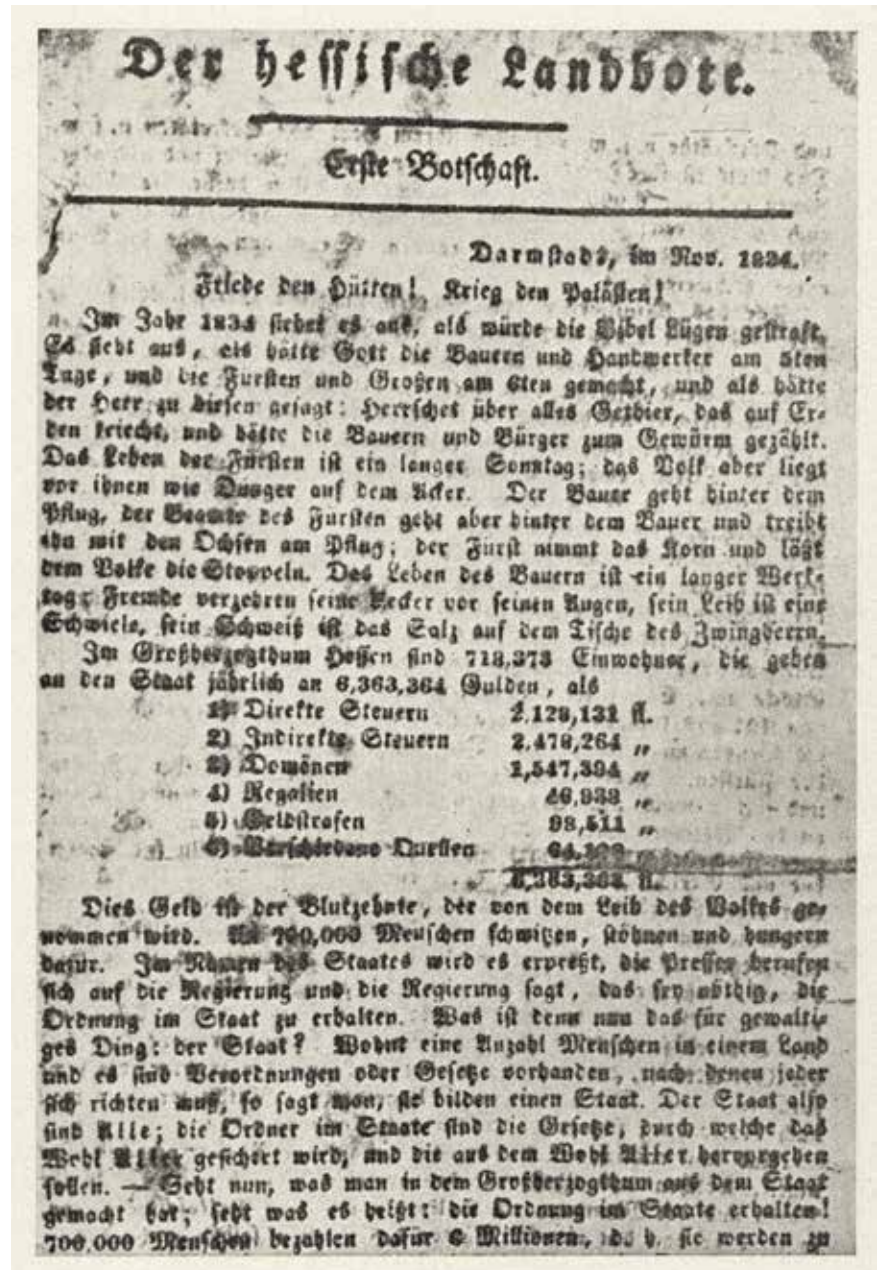 Der hessische Landbote.
Erste Botschaft.
Darmstadt, im Nov. 1834.
Friede den Hütten! Krieg den Palästen!
Im Jahr 1834 siehet es aus, als würde die Bibel Lügen gestraft.
Es sieht aus, als hätte Gott die Bauern und Handwerker am 5ten
Tage, und die Fürsten und Großen am 6ten gemacht, und als hätte
der Herr zu diesen gesagt: Herrschet über alles Gethier, das auf Er-
den kriecht, und hätte die Bauern und Bürger zum Gewürm gezählt.
Das Leben der Fürsten ist ein langer Sonntag; das Volk aber liegt
vor ihnen wie Dünger auf dem Acker. Der Bauer geht hinter dem
Pflug, der Beamte des Fürsten geht aber hinter dem Bauer und treibt
ihn mit den Ochsen am Pflug; der Fürst nimmt das Korn und läßt
dem Volke die Stoppeln. Das Leben des Bauern ist ein langer Werk-
tag; Fremde verzehren seine Aecker vor seinen Augen, sein Leib ist eine
Schwiele, sein Schweiß ist das Salz auf dem Tische des Zwingherrn.
Im Großherzogthum Hessen sind 718,373 Einwohner, die geben
an den Staat jährlich an 6,363,364 Gulden, als
1) Direkte Steuern 2,128,131 fl.
2) Indirekte Steuern 2,478,264 „
3) Domänen 1,547,394 „
4) Regalien 46,938 „
5) Geldstrafen 98,511 „
6) Verschiedene Quellen
6,363,363 fl.
Dies Geld ist der Blutzehnte, der von dem Leib des Volkes ge-
nommen wird. An 700,000 Menschen schwitzen, stöhnen und hungern
dafür. Im Namen des Staates wird es erpreßt, die Presser berufen
sich auf die Regierung und die Regierung sagt, das sey nöthig, die
Ordnung im Staat zu erhalten. Was ist denn nun das für gewalti-
ges Ding: der Staat? Wohnt eine Anzahl Menschen in einem Land
und es sind Verordnungen oder Gesetze vorhanden, nach denen jeder
sich richten muß, so sagt man, sie bilden einen Staat. Der Staat also
sind Alle; die Ordner im Staate sind die Gesetze, durch welche das
Wohl Aller gesichert wird, und die aus dem Wohl Aller hervorgehen
sollen. — Seht nun, was man in dem Großherzogthum aus dem Staat
gemacht hat; seht was es heißt: die Ordnung im Staate erhalten!
700,000 Menschen bezahlen dafür 6 Millionen, d. h. sie werden zu